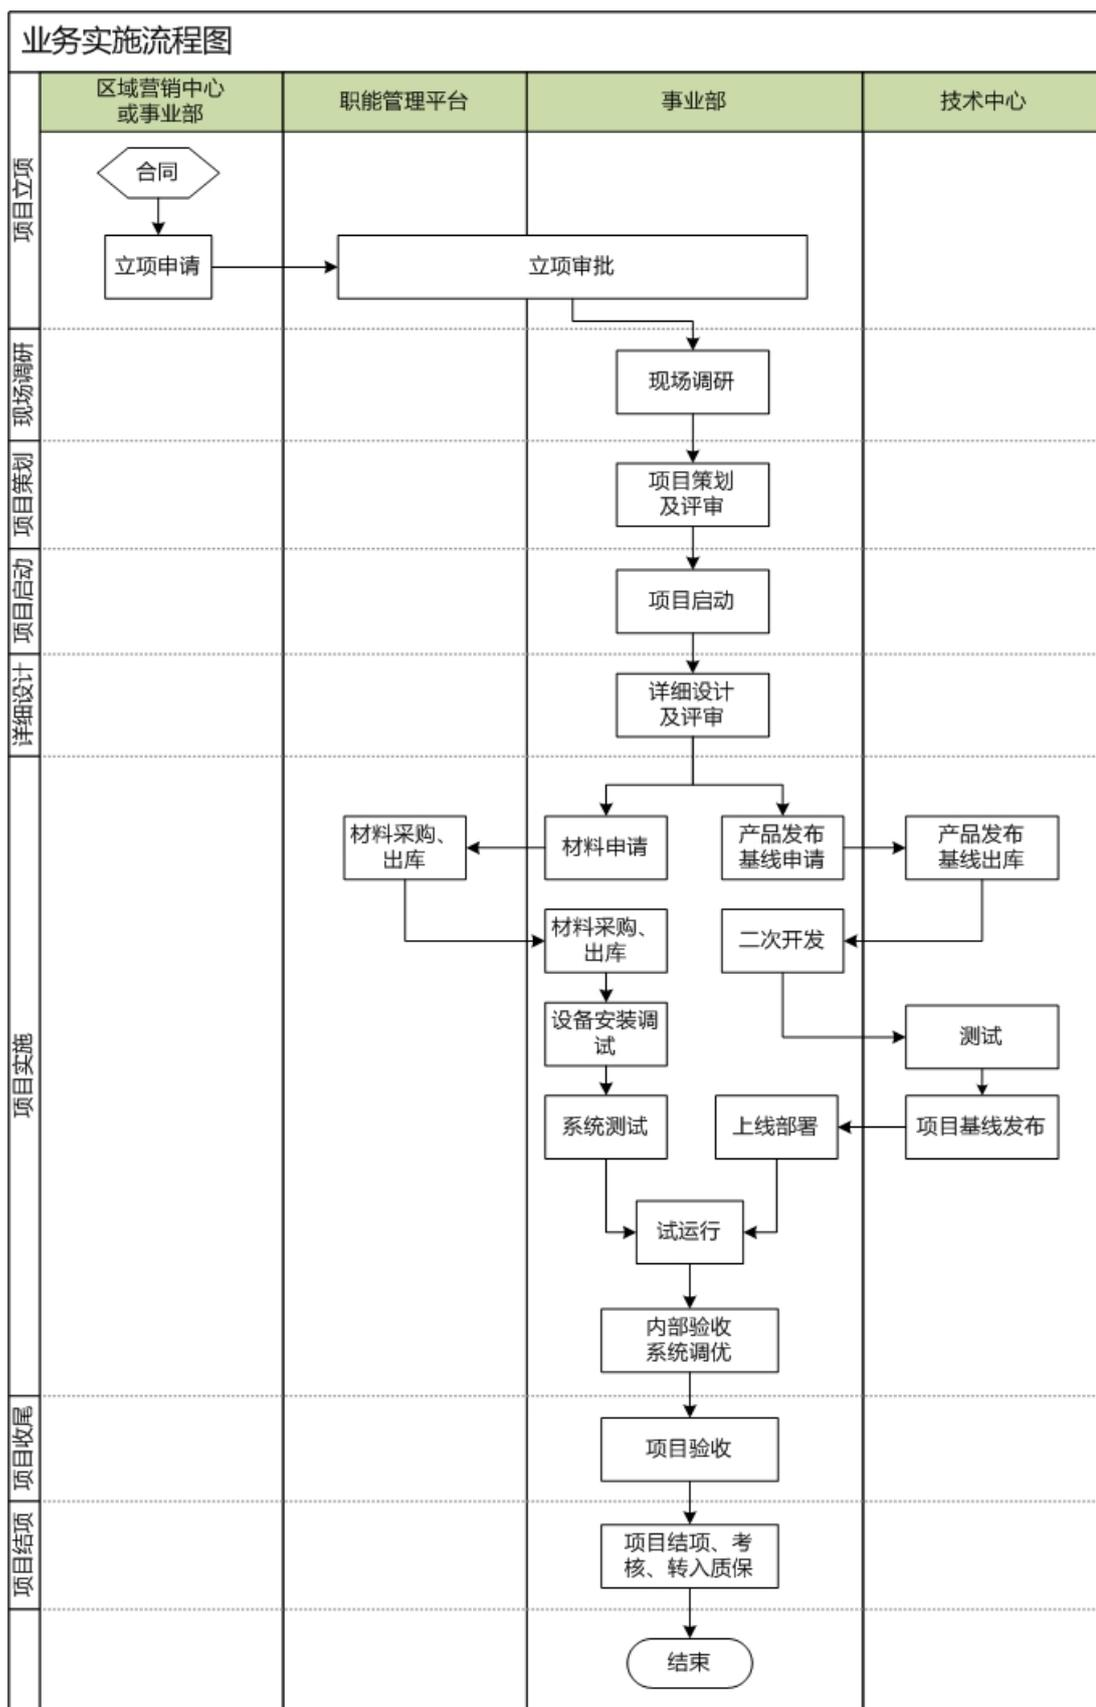 业务实施流程图
区域营销中心
或事业部
职能管理平台
事业部
技术中心
项目立项
合同
立项申请
立项审批
现场调研
现场调研
项目策划
项目策划
及评审
项目启动
项目启动
详细设计
详细设计
及评审
项目实施
材料采购、
出库
材料申请
产品发布
基线申请
产品发布
基线出库
材料采购、
出库
二次开发
设备安装调
试
测试
系统测试
上线部署
项目基线发布
试运行
内部验收
系统调优
项目收尾
项目验收
项目结项
项目结项、考
核、转入质保
结束